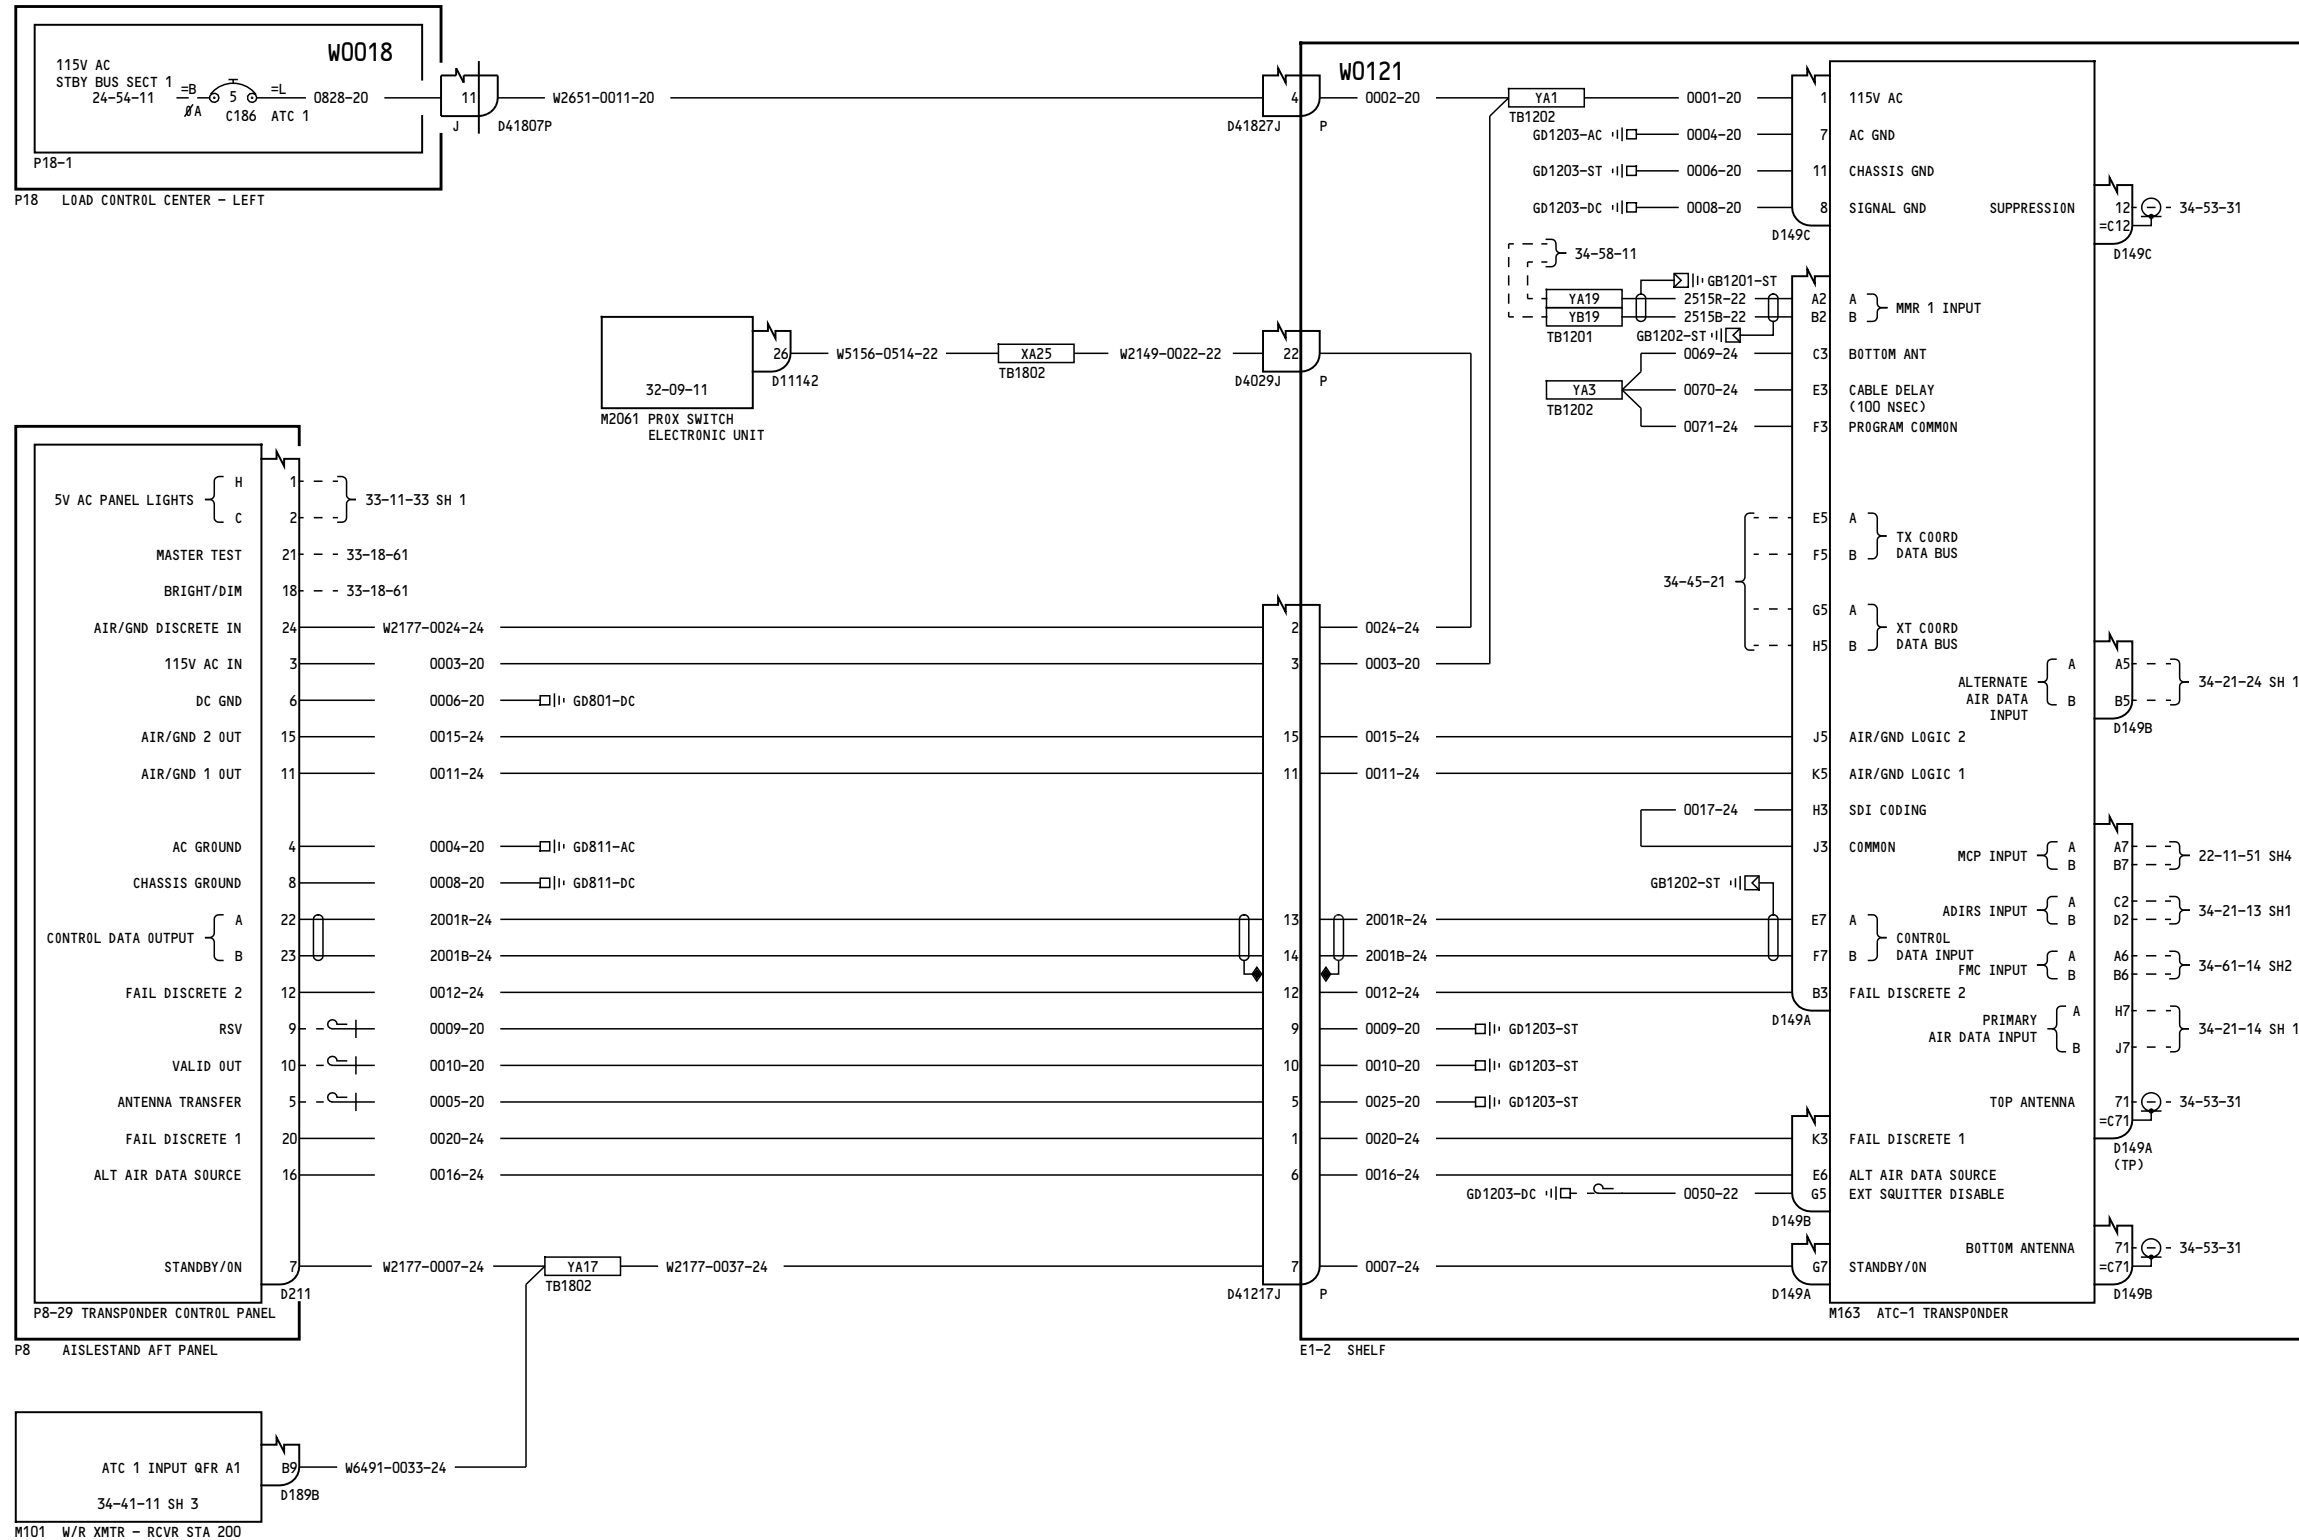 W0018
115V AC
STBY BUS SECT 1
24-54-11
=B
ØA
5
C186
=L
ATC 1
0828-20
P18-1
P18 LOAD CONTROL CENTER - LEFT
11
J
D41807P
W2651-0011-20
4
D41827J
P
W0121
0002-20
YA1
TB1202
0001-20
1
115V AC
GD1203-AC
0004-20
7
AC GND
GD1203-ST
0006-20
11
CHASSIS GND
GD1203-DC
0008-20
8
SIGNAL GND
D149C
SUPPRESSION
12
=C12
D149C
34-53-31
34-58-11
GB1201-ST
YA19
2515R-22
A2
A
YB19
2515B-22
B2
B
MMR 1 INPUT
TB1201
GB1202-ST
32-09-11
M2061 PROX SWITCH
ELECTRONIC UNIT
26
D11142
W5156-0514-22
XA25
TB1802
W2149-0022-22
22
D4029J
P
0069-24
C3
BOTTOM ANT
YA3
TB1202
0070-24
E3
CABLE DELAY
(100 NSEC)
0071-24
F3
PROGRAM COMMON
5V AC PANEL LIGHTS
H
1
C
2
33-11-33 SH 1
MASTER TEST
21
33-18-61
BRIGHT/DIM
18
33-18-61
34-45-21
E5
A
F5
B
TX COORD
DATA BUS
G5
A
H5
B
XT COORD
DATA BUS
AIR/GND DISCRETE IN
24
W2177-0024-24
2
0024-24
115V AC IN
3
0003-20
3
0003-20
DC GND
6
0006-20
GD801-DC
ALTERNATE
AIR DATA
INPUT
A
A5
B
B5
D149B
34-21-24 SH 1
AIR/GND 2 OUT
15
0015-24
15
0015-24
J5
AIR/GND LOGIC 2
AIR/GND 1 OUT
11
0011-24
11
0011-24
K5
AIR/GND LOGIC 1
0017-24
H3
SDI CODING
J3
COMMON
AC GROUND
4
0004-20
GD811-AC
MCP INPUT
A
A7
B
B7
22-11-51 SH4
CHASSIS GROUND
8
0008-20
GD811-DC
GB1202-ST
ADIRS INPUT
A
C2
B
D2
34-21-13 SH1
CONTROL DATA OUTPUT
A
22
2001R-24
13
2001R-24
E7
A
B
23
2001B-24
14
2001B-24
F7
B
CONTROL
DATA INPUT
FMC INPUT
A
A6
B
B6
34-61-14 SH2
FAIL DISCRETE 2
12
0012-24
12
0012-24
B3
FAIL DISCRETE 2
D149A
RSV
9
0009-20
9
0009-20
GD1203-ST
PRIMARY
AIR DATA INPUT
A
H7
B
J7
34-21-14 SH 1
VALID OUT
10
0010-20
10
0010-20
GD1203-ST
ANTENNA TRANSFER
5
0005-20
5
0025-20
GD1203-ST
TOP ANTENNA
71
=C71
D149A
(TP)
34-53-31
FAIL DISCRETE 1
20
0020-24
1
0020-24
K3
FAIL DISCRETE 1
ALT AIR DATA SOURCE
16
0016-24
6
0016-24
E6
ALT AIR DATA SOURCE
GD1203-DC
0050-22
G5
EXT SQUITTER DISABLE
D149B
BOTTOM ANTENNA
71
=C71
D149B
34-53-31
STANDBY/ON
7
D211
W2177-0007-24
YA17
TB1802
W2177-0037-24
7
D41217J
P
0007-24
G7
STANDBY/ON
D149A
P8-29 TRANSPONDER CONTROL PANEL
M163 ATC-1 TRANSPONDER
P8 AISLESTAND AFT PANEL
E1-2 SHELF
ATC 1 INPUT QFR A1
B9
W6491-0033-24
D189B
34-41-11 SH 3
M101 W/R XMTR - RCVR STA 200